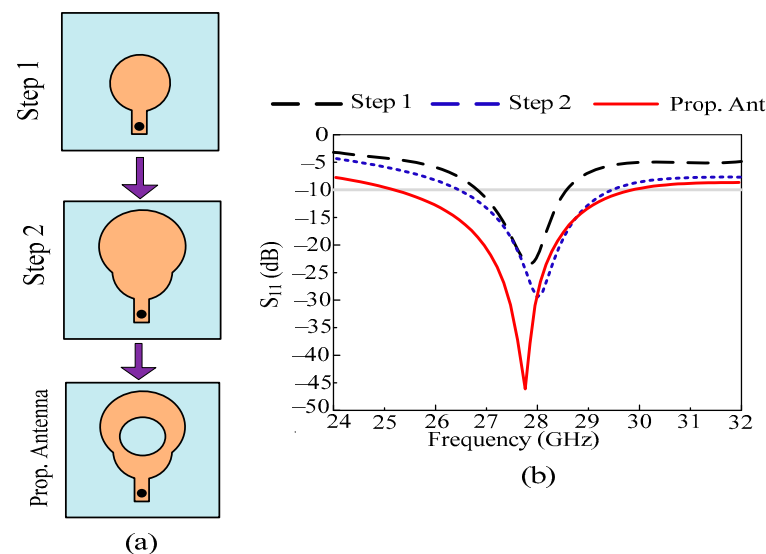 Step 1
Step 2
Prop. Antenna
(a)
Step 1 Step 2 Prop. Ant
0
−5
−10
−15
−20
−25
−30
−35
−40
−45
−50
S11 (dB)
24 25 26 27 28 29 30 31 32
Frequency (GHz)
(b)